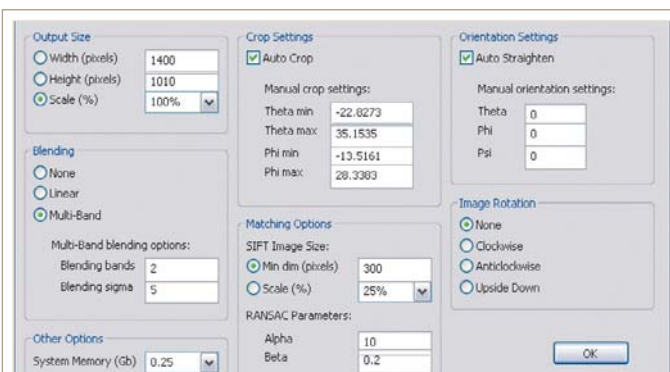 Output Size
Width (pixels) 1400
Height (pixels) 1010
Scale (%) 100%
Blending
None
Linear
Multi-Band
Multi-Band blending options:
Blending bands 2
Blending sigma 5
Other Options
System Memory (Gb) 0.25
Crop Settings
Auto Crop
Manual crop settings:
Theta min -22.8273
Theta max 35.1535
Phi min -13.5161
Phi max 28.3383
Matching Options
SIFT Image Size:
Min dim (pixels) 300
Scale (%) 25%
RANSAC Parameters:
Alpha 10
Beta 0.2
Orientation Settings
Auto Straighten
Manual orientation settings:
Theta 0
Phi 0
Psi 0
Image Rotation
None
Clockwise
Anticlockwise
Upside Down
OK